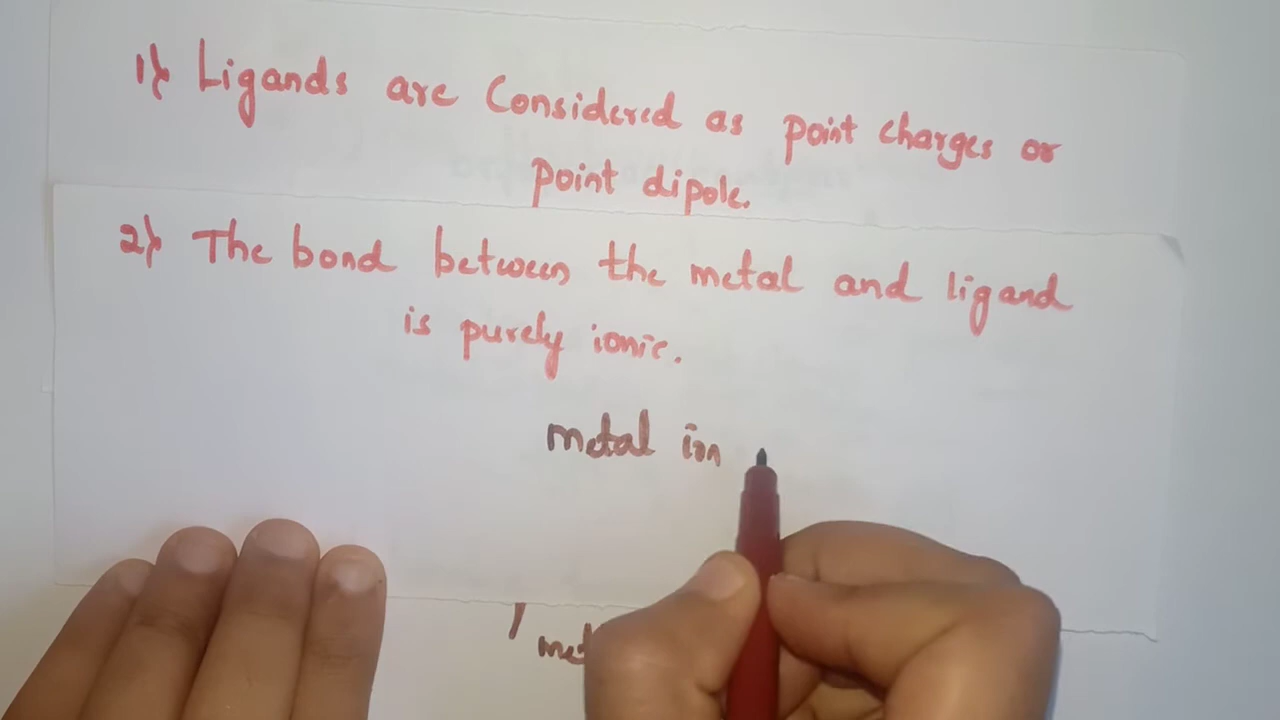 1) Ligands are Considered as point charges or
point dipole.
2) The bond between the metal and ligand
is purely ionic.
metal ion